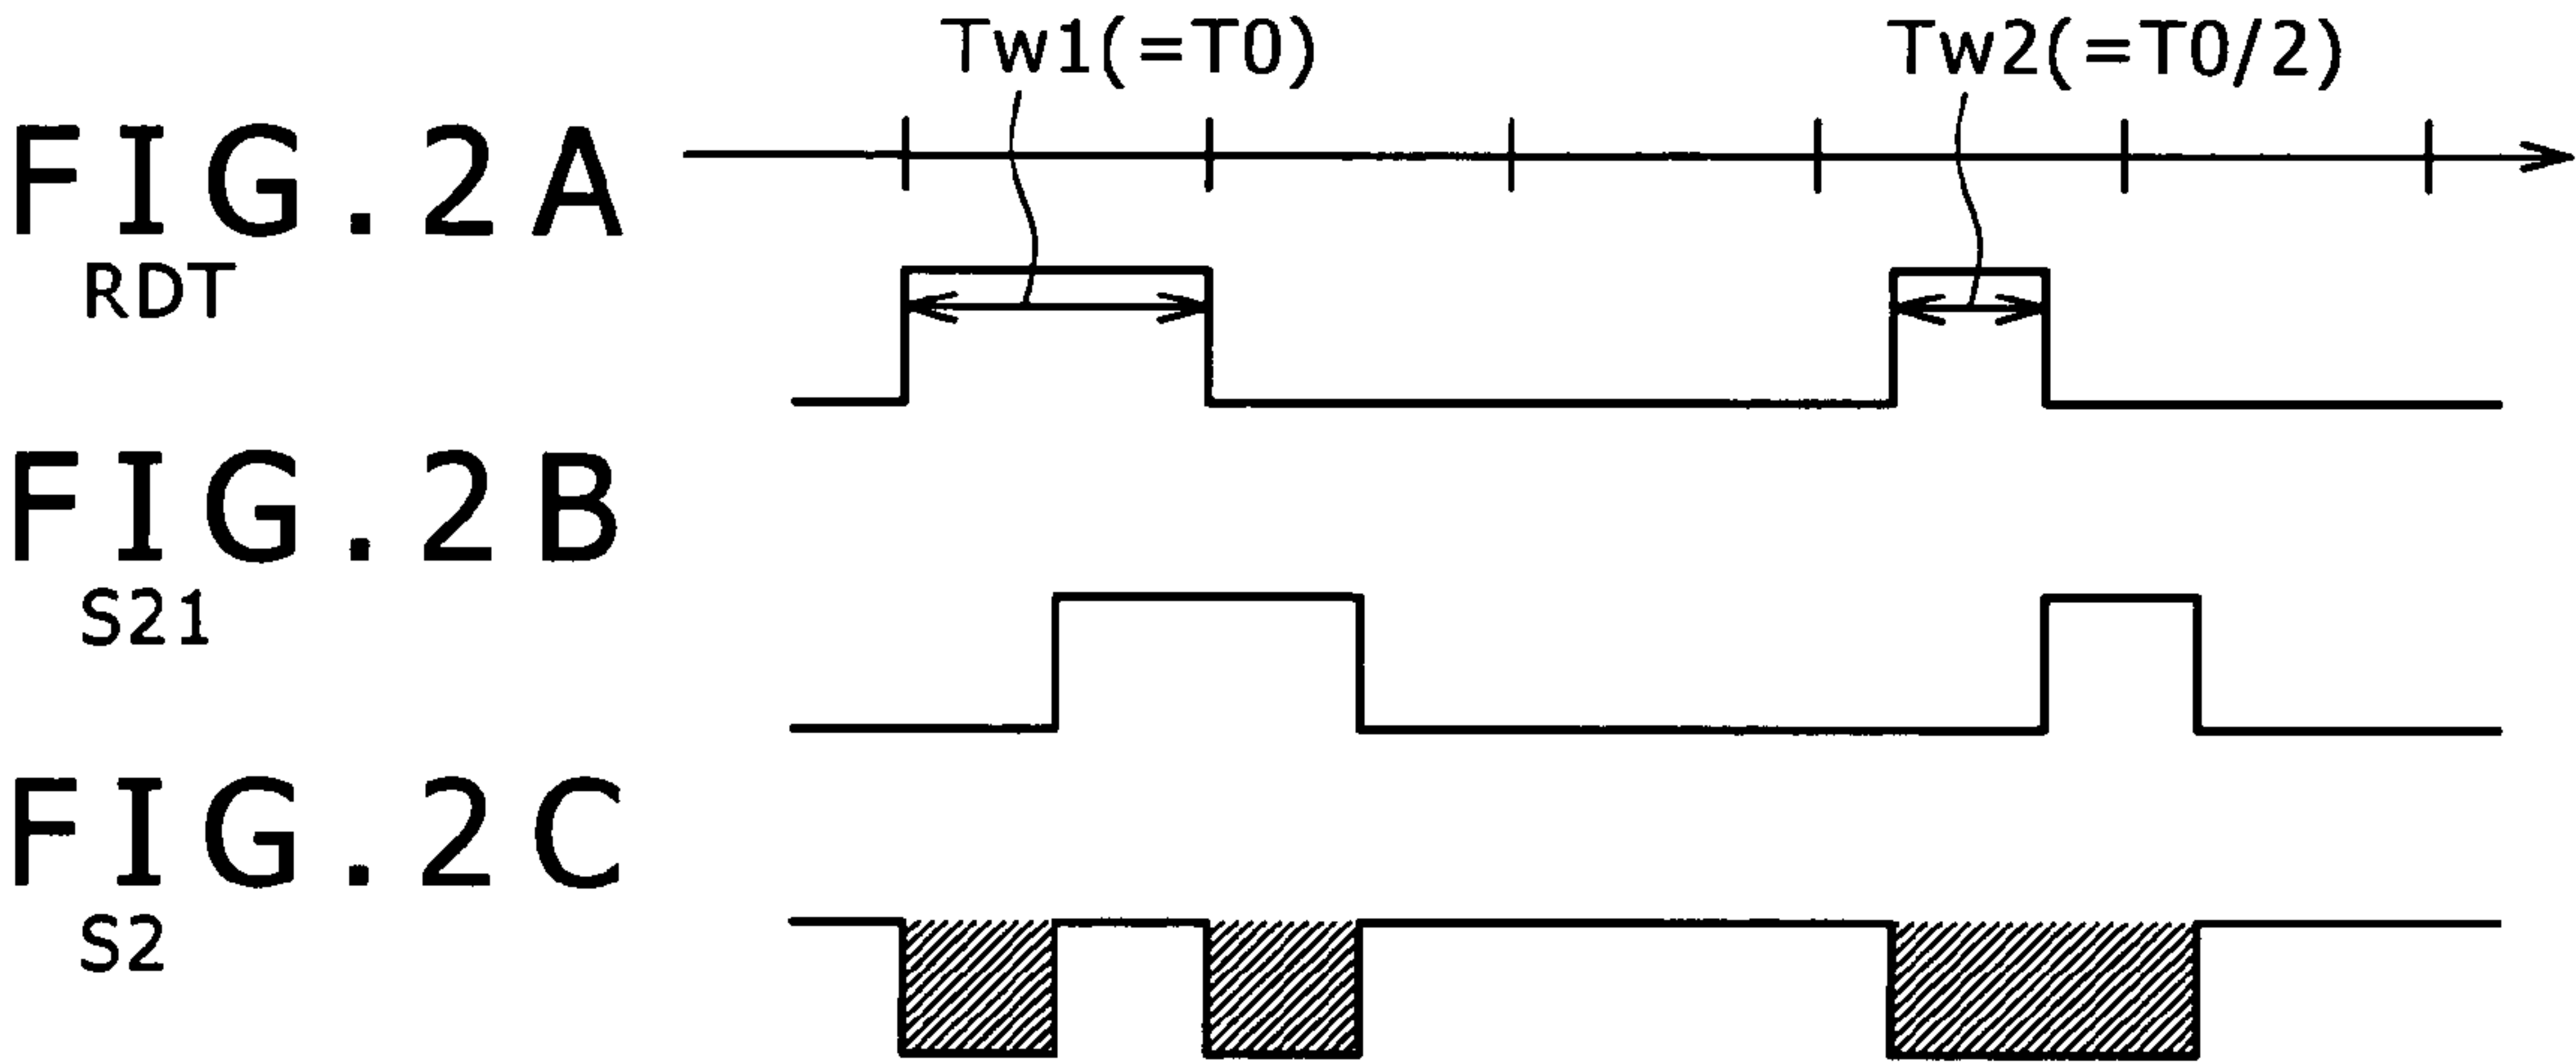 Tw1(=T0) Tw2(=T0/2)
FIG.2A
RDT
FIG.2B
S21
FIG.2C
S2